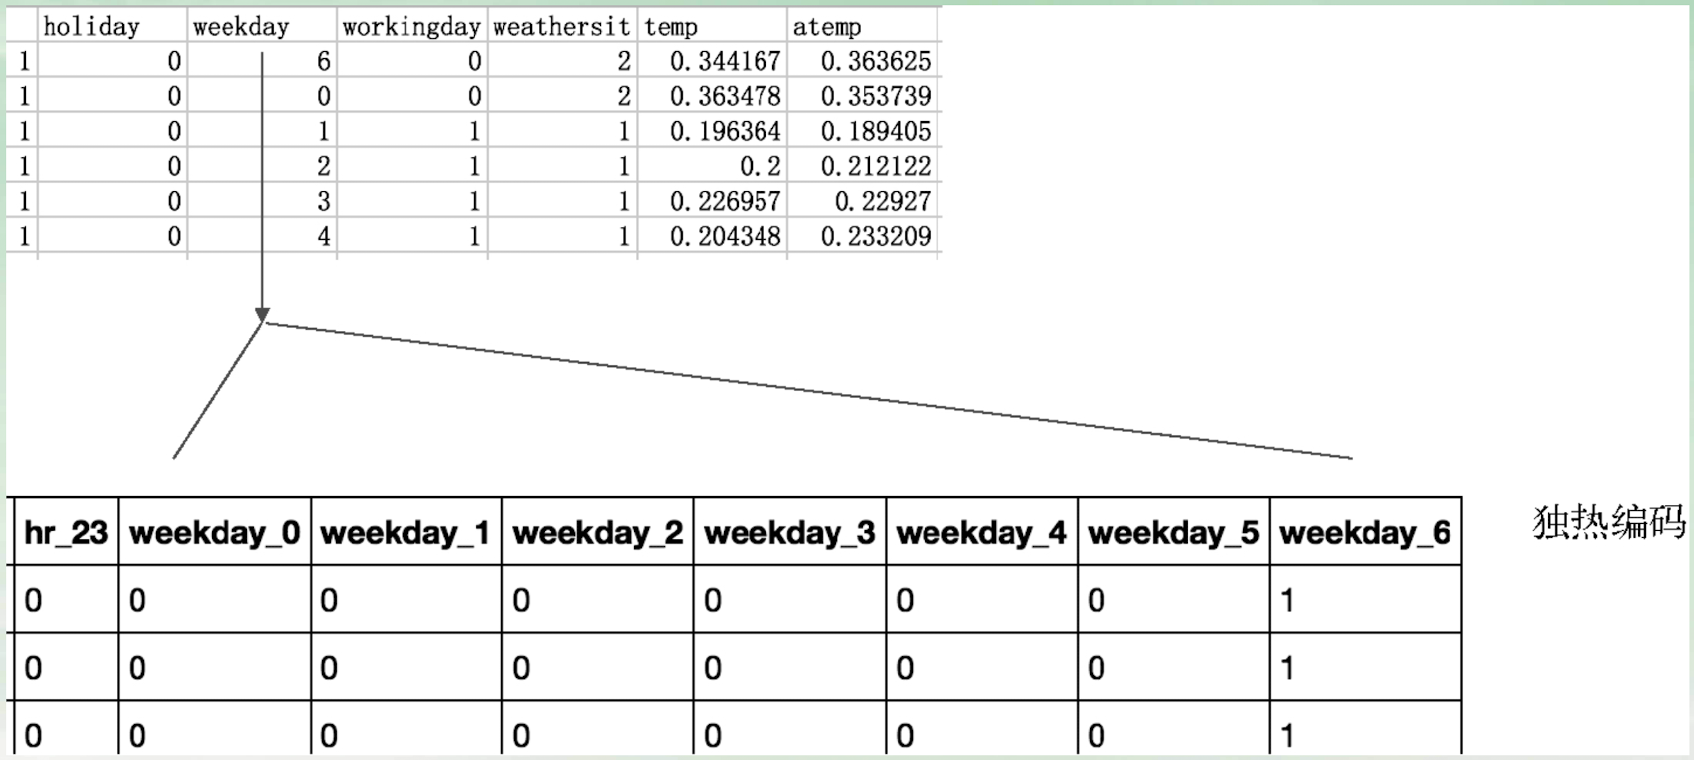 holiday weekday workingday weathersit temp atemp
1 0 6 0 2 0.344167 0.363625
1 0 0 0 2 0.363478 0.353739
1 0 1 1 1 0.196364 0.189405
1 0 2 1 1 0.2 0.212122
1 0 3 1 1 0.226957 0.22927
1 0 4 1 1 0.204348 0.233209
hr_23 weekday_0 weekday_1 weekday_2 weekday_3 weekday_4 weekday_5 weekday_6 独热编码
0 0 0 0 0 0 0 1
0 0 0 0 0 0 0 1
0 0 0 0 0 0 0 1